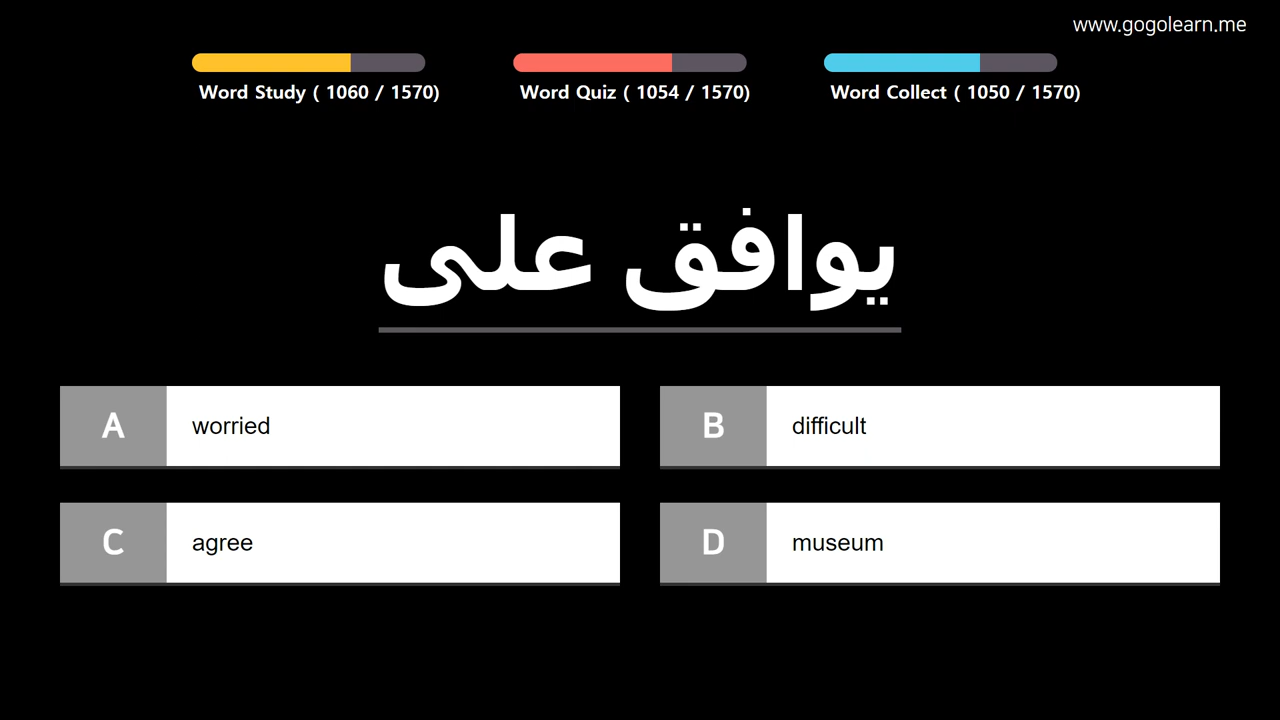 www.gogolearn.me
Word Study ( 1060 / 1570)
Word Quiz ( 1054 / 1570)
Word Collect ( 1050 / 1570)
يوافق على
A worried
B difficult
C agree
D museum